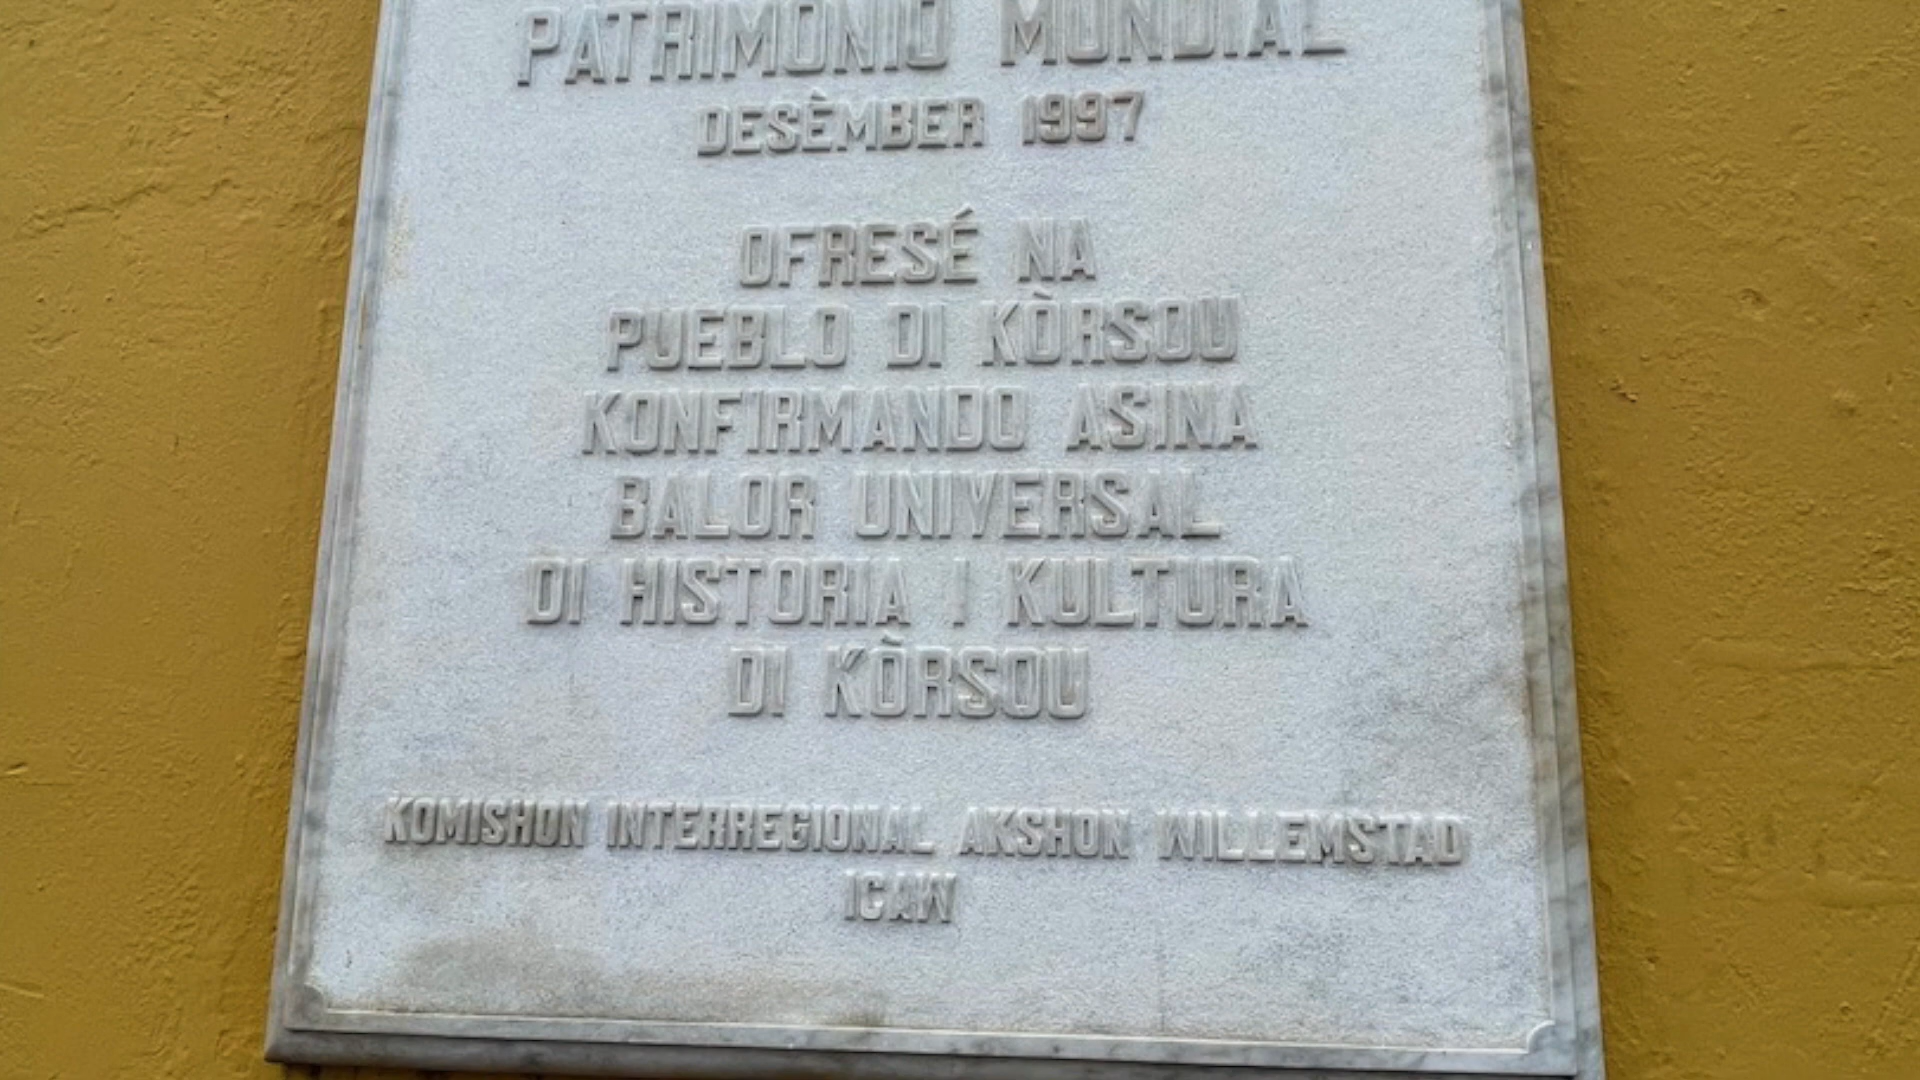 PATRIMONIO MUNDIAL
DESÈMBER 1997
OFRESÉ NA
PUEBLO DI KÒRSOU
KONFIRMANDO ASINA
BALOR UNIVERSAL
DI HISTORIA I KULTURA
DI KÒRSOU
KOMISHON INTERREGIONAL AKSHON WILLEMSTAD
ICAW